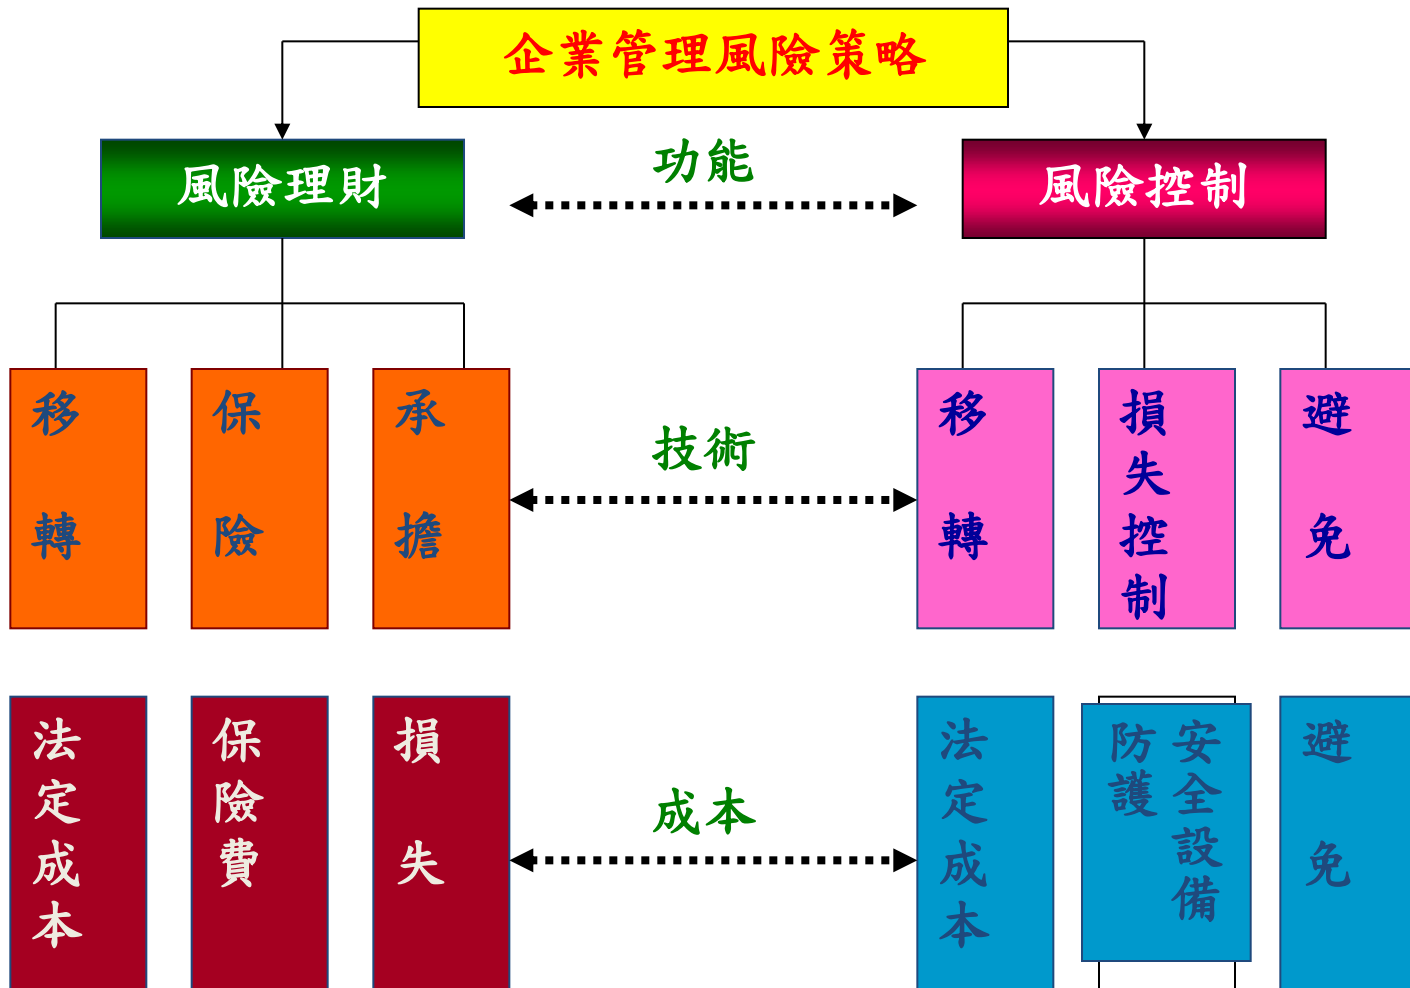 企業管理風險策略
風險理財
功能
風險控制
移轉
保險
承擔
技術
移轉
損失控制
避免
法定成本
保險費
損失
成本
法定成本
安全設備
防護
避免